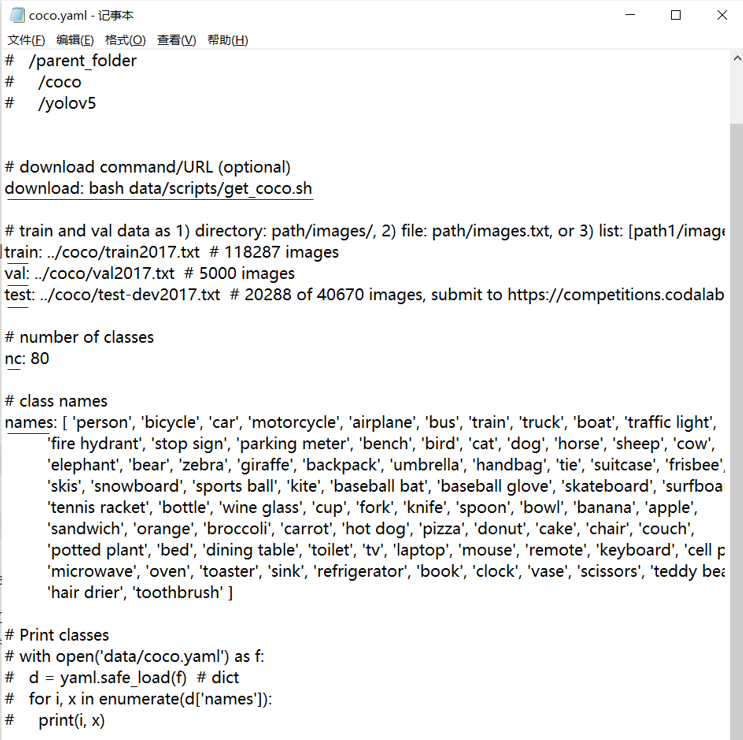 coco.yaml - 记事本
文件(F) 编辑(E) 格式(O) 查看(V) 帮助(H)
#   /parent_folder
#     /coco
#     /yolov5
# download command/URL (optional)
download: bash data/scripts/get_coco.sh
# train and val data as 1) directory: path/images/, 2) file: path/images.txt, or 3) list: [path1/image
train: ../coco/train2017.txt  # 118287 images
val: ../coco/val2017.txt  # 5000 images
test: ../coco/test-dev2017.txt  # 20288 of 40670 images, submit to https://competitions.codalab
# number of classes
nc: 80
# class names
names: [ 'person', 'bicycle', 'car', 'motorcycle', 'airplane', 'bus', 'train', 'truck', 'boat', 'traffic light',
'fire hydrant', 'stop sign', 'parking meter', 'bench', 'bird', 'cat', 'dog', 'horse', 'sheep', 'cow',
'elephant', 'bear', 'zebra', 'giraffe', 'backpack', 'umbrella', 'handbag', 'tie', 'suitcase', 'frisbee',
'skis', 'snowboard', 'sports ball', 'kite', 'baseball bat', 'baseball glove', 'skateboard', 'surfboa
'tennis racket', 'bottle', 'wine glass', 'cup', 'fork', 'knife', 'spoon', 'bowl', 'banana', 'apple',
'sandwich', 'orange', 'broccoli', 'carrot', 'hot dog', 'pizza', 'donut', 'cake', 'chair', 'couch',
'potted plant', 'bed', 'dining table', 'toilet', 'tv', 'laptop', 'mouse', 'remote', 'keyboard', 'cell p
'microwave', 'oven', 'toaster', 'sink', 'refrigerator', 'book', 'clock', 'vase', 'scissors', 'teddy bea
'hair drier', 'toothbrush' ]
# Print classes
# with open('data/coco.yaml') as f:
#   d = yaml.safe_load(f)  # dict
#   for i, x in enumerate(d['names']):
#     print(i, x)